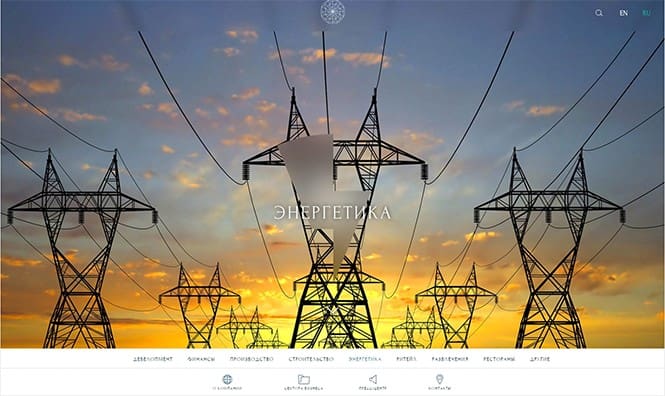 EN RU
ЭНЕРГЕТИКА
ДЕВЕЛОПМЕНТ ФИНАНСЫ ПРОИЗВОДСТВО СТРОИТЕЛЬСТВО ЭНЕРГЕТИКА РИТЕЙЛ РАЗВЛЕЧЕНИЯ РЕСТОРАНЫ ДРУГИЕ
О КОМПАНИИ СЕКТОРА БИЗНЕСА ПРЕСС-ЦЕНТР КОНТАКТЫ